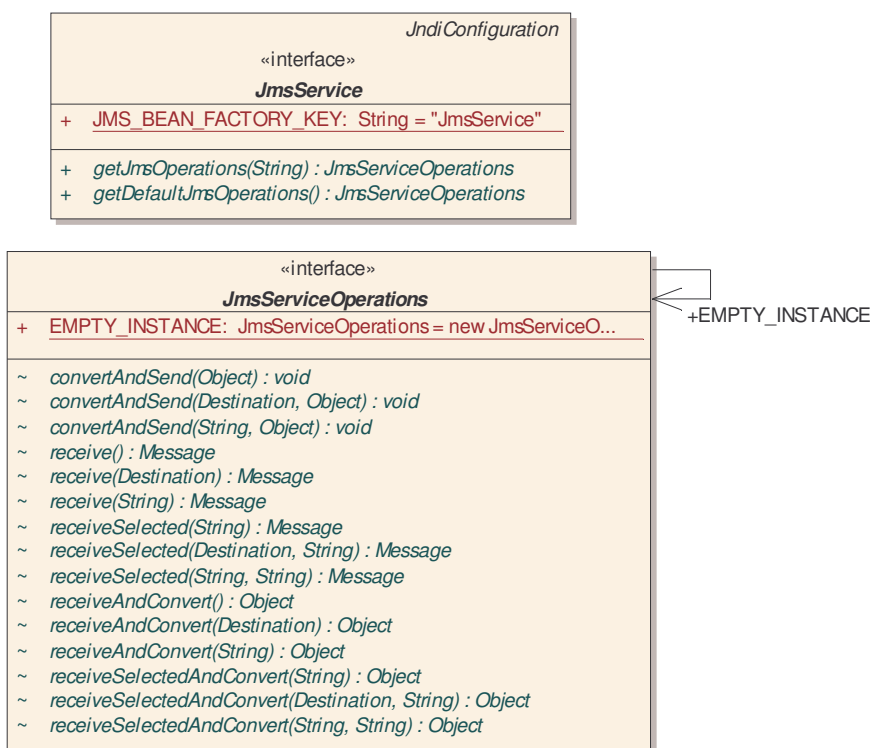 JndiConfiguration
«interface»
JmsService
+ JMS_BEAN_FACTORY_KEY: String = "JmsService"
+ getJmsOperations(String) : JmsServiceOperations
+ getDefaultJmsOperations() : JmsServiceOperations
«interface»
JmsServiceOperations
+ EMPTY_INSTANCE: JmsServiceOperations = new JmsServiceO...
+EMPTY_INSTANCE
~ convertAndSend(Object) : void
~ convertAndSend(Destination, Object) : void
~ convertAndSend(String, Object) : void
~ receive() : Message
~ receive(Destination) : Message
~ receive(String) : Message
~ receiveSelected(String) : Message
~ receiveSelected(Destination, String) : Message
~ receiveSelected(String, String) : Message
~ receiveAndConvert() : Object
~ receiveAndConvert(Destination) : Object
~ receiveAndConvert(String) : Object
~ receiveSelectedAndConvert(String) : Object
~ receiveSelectedAndConvert(Destination, String) : Object
~ receiveSelectedAndConvert(String, String) : Object